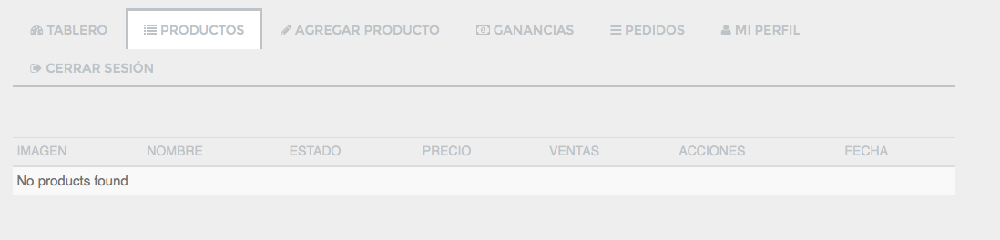 TABLERO PRODUCTOS AGREGAR PRODUCTO GANANCIAS PEDIDOS MI PERFIL
CERRAR SESIÓN
IMAGEN NOMBRE ESTADO PRECIO VENTAS ACCIONES FECHA
No products found